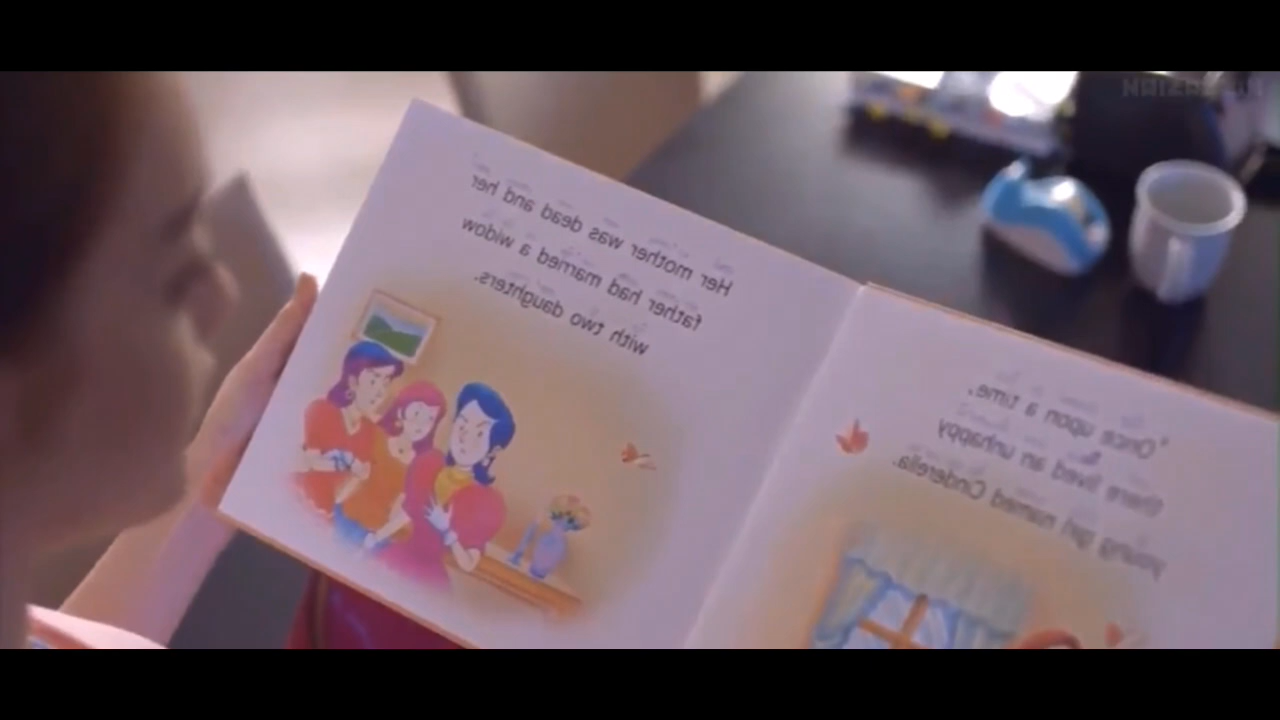 "Once upon a time,
there lived an unhappy
young girl named Cinderella.
Her mother was dead and her
father had married a widow
with two daughters.